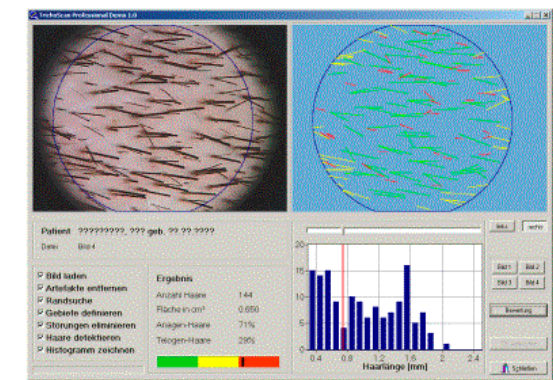 TrichoScan Professional Demo 1.0
Patient ?????????, ??? geb. ??.??.????
Datei Bild 4
Bild laden
Artefakte entfernen
Randsuche
Gebiete definieren
Störungen eliminieren
Haare detektieren
Histogramm zeichnen
Ergebnis
Anzahl Haare 144
Fläche in cm² 0.650
Anagen-Haare 71%
Telogen-Haare 29%
20
15
10
5
0
0.4 0.8 1.2 1.6 2 2.4
Haarlänge [mm]
Bild 1 Bild 2
Bild 3 Bild 4
Bewertung
Schließen